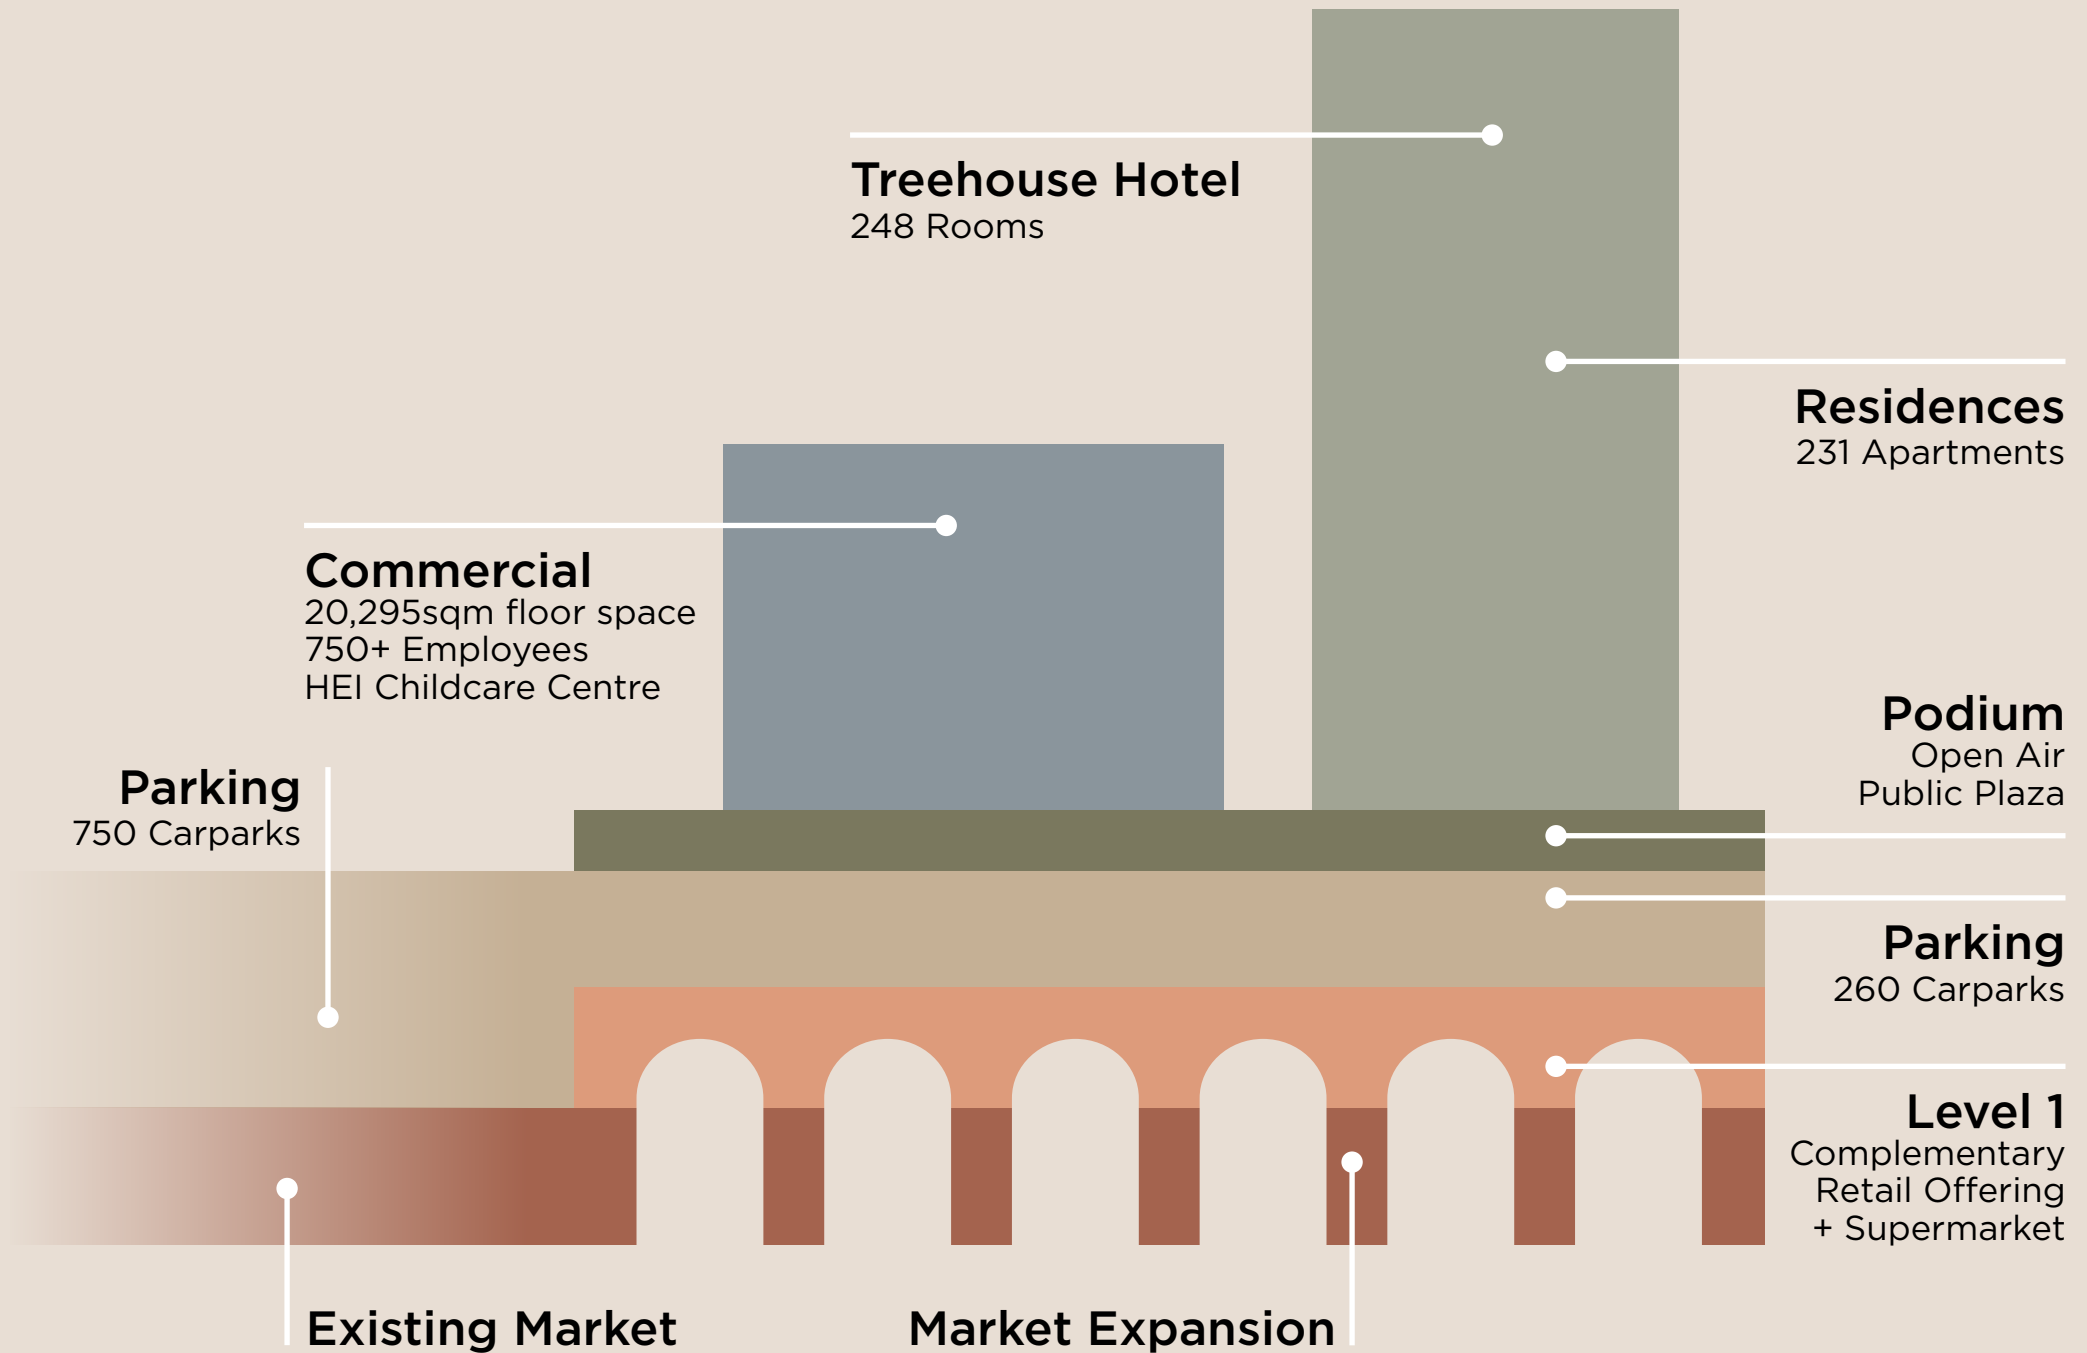 Treehouse Hotel
248 Rooms
Residences
231 Apartments
Commercial
20,295sqm floor space
750+ Employees
HEI Childcare Centre
Podium
Open Air
Public Plaza
Parking
750 Carparks
Parking
260 Carparks
Level 1
Complementary
Retail Offering
+ Supermarket
Existing Market
Market Expansion